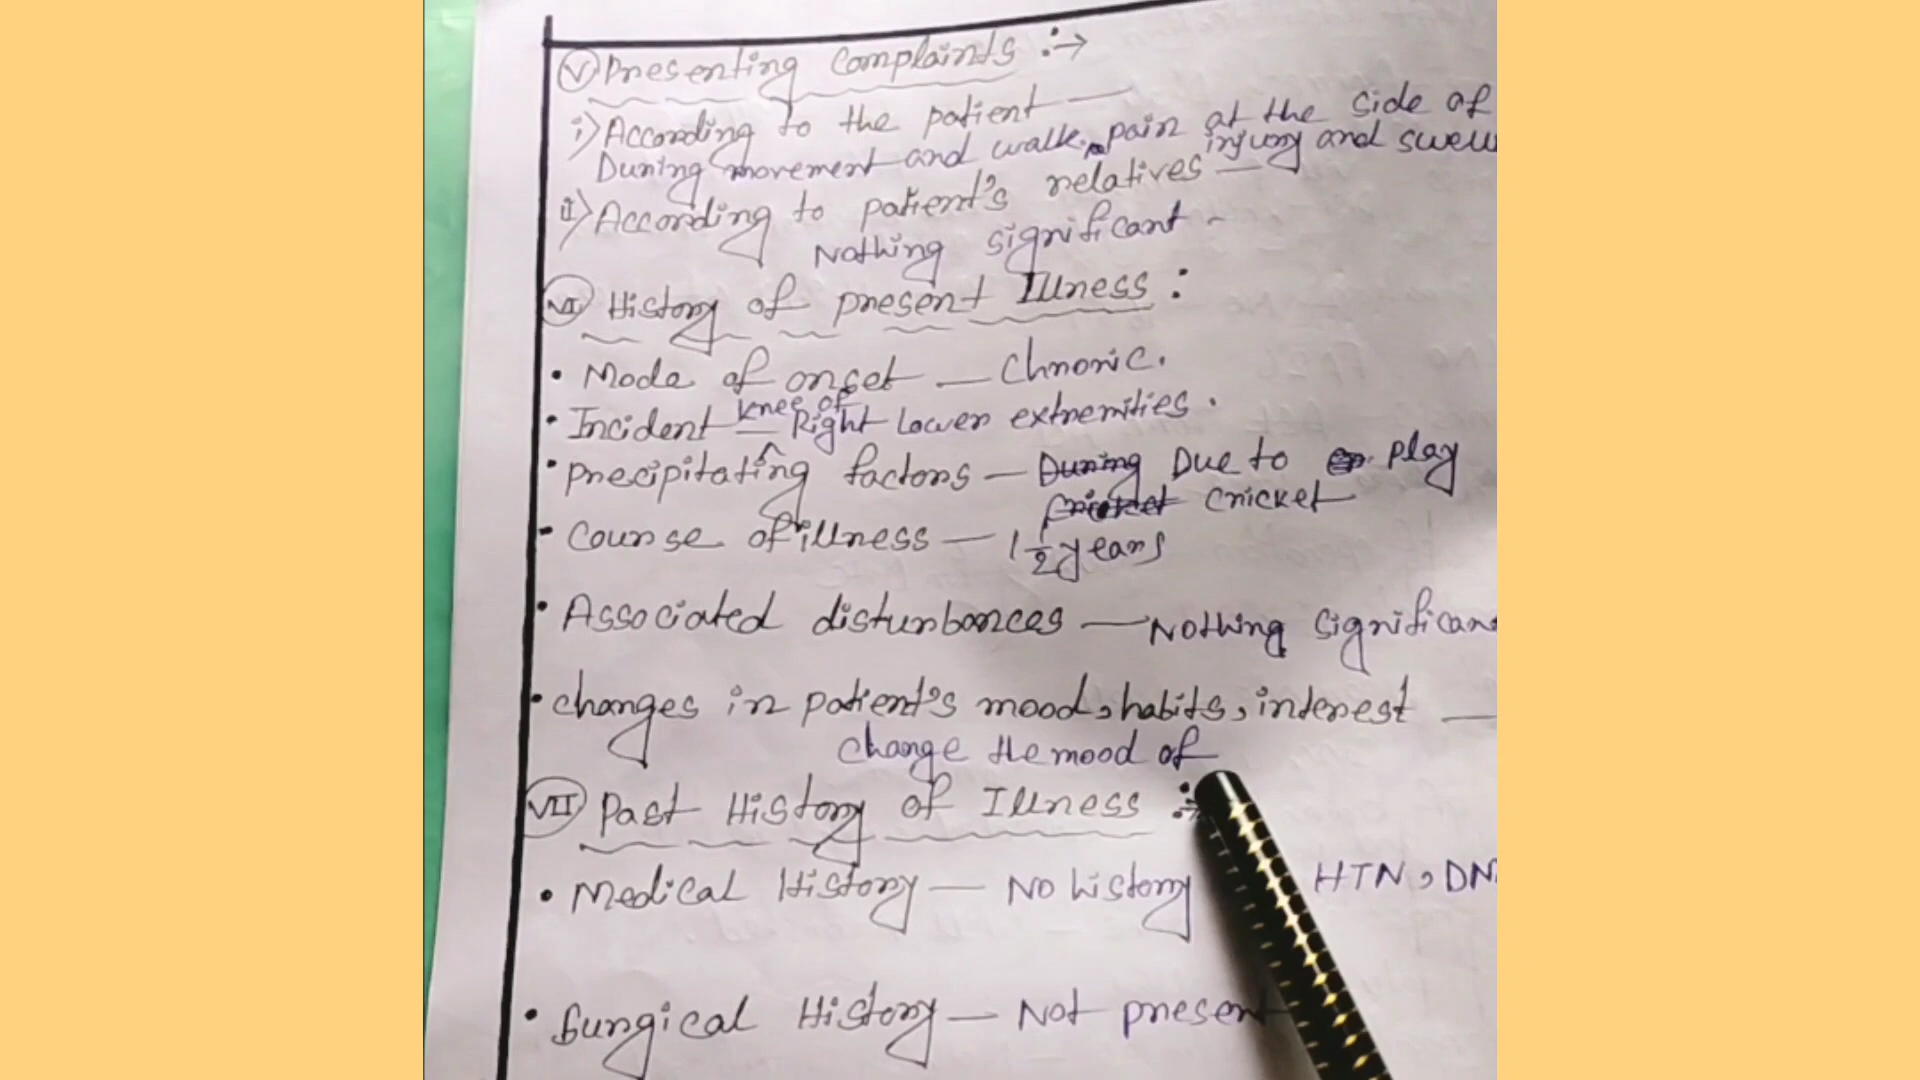 (V) Presenting Complaints :→
i) According to the patient —
During movement and walk, pain at the side of
injury and swell
ii) According to patient's relatives —
Nothing significant -
(VI) History of present Illness :
• Mode of onset — Chronic.
knee of
• Incident — Right Lower extremities.
• Precipitating factors — During Due to play
Cricket Cricket
• Course of illness — 1 1/2 years
• Associated disturbances — Nothing significan
• Changes in patient's mood, habits, interest —
Change the mood of
(VII) Past History of Illness :→
• Medical History — No history HTN, DM
• Surgical History — Not present